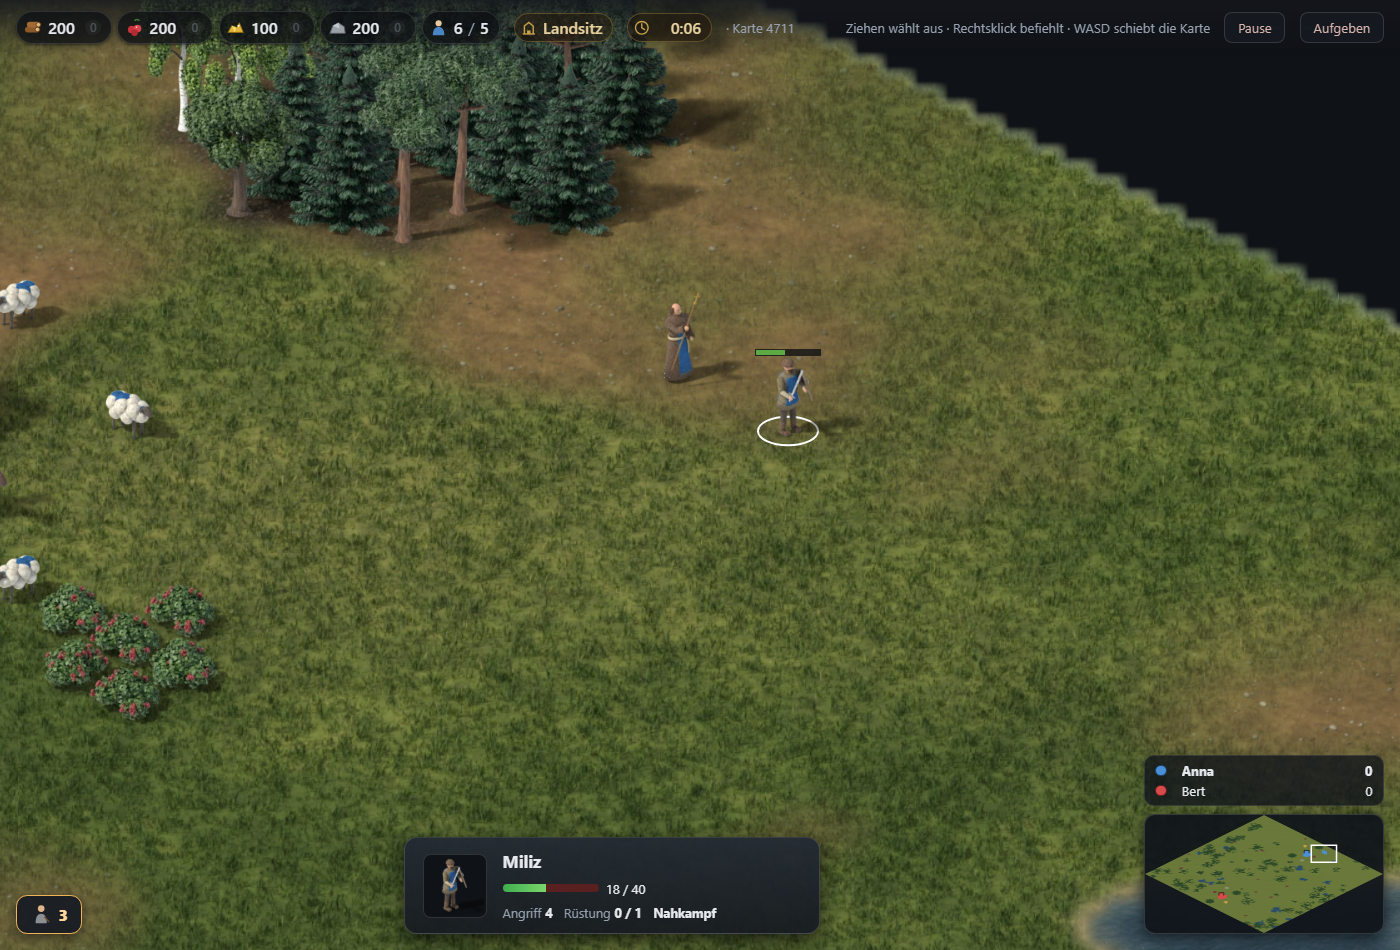 200 0 200 0 100 0 200 0 6 / 5 Landsitz 0:06 · Karte 4711 Ziehen wählt aus · Rechtsklick befiehlt · WASD schiebt die Karte Pause Aufgeben
Anna 0
Bert 0
Miliz
18 / 40
Angriff 4 Rüstung 0 / 1 Nahkampf
3